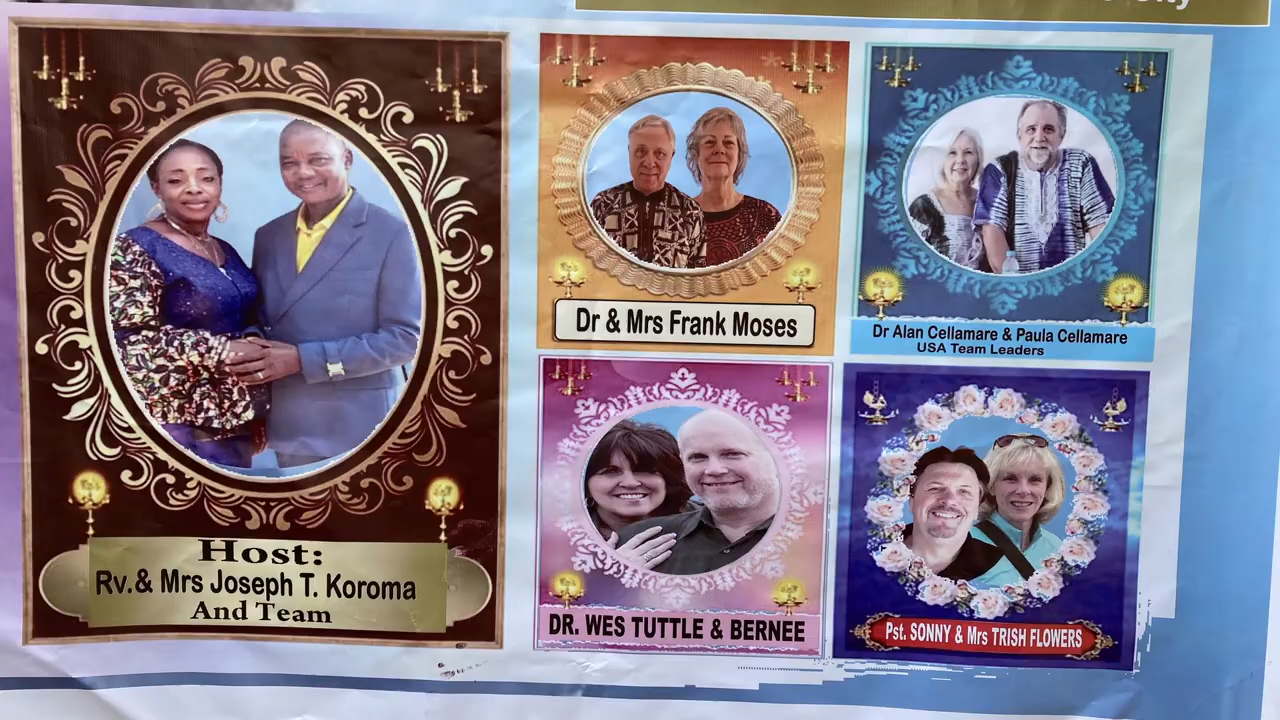 Host:
Rv.& Mrs Joseph T. Koroma
And Team
Dr & Mrs Frank Moses
Dr Alan Cellamare & Paula Cellamare
USA Team Leaders
DR. WES TUTTLE & BERNEE
Pst. SONNY & Mrs TRISH FLOWERS